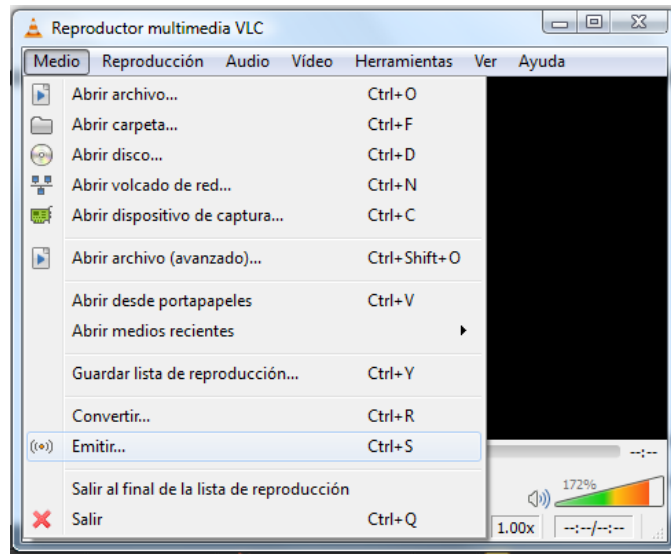 Reproductor multimedia VLC
Medio Reproducción Audio Vídeo Herramientas Ver Ayuda
Abrir archivo... Ctrl+O
Abrir carpeta... Ctrl+F
Abrir disco... Ctrl+D
Abrir volcado de red... Ctrl+N
Abrir dispositivo de captura... Ctrl+C
Abrir archivo (avanzado)... Ctrl+Shift+O
Abrir desde portapapeles Ctrl+V
Abrir medios recientes
Guardar lista de reproducción... Ctrl+Y
Convertir... Ctrl+R
Emitir... Ctrl+S
--:--
Salir al final de la lista de reproducción
172%
Salir Ctrl+Q
1.00x --:--/--:--